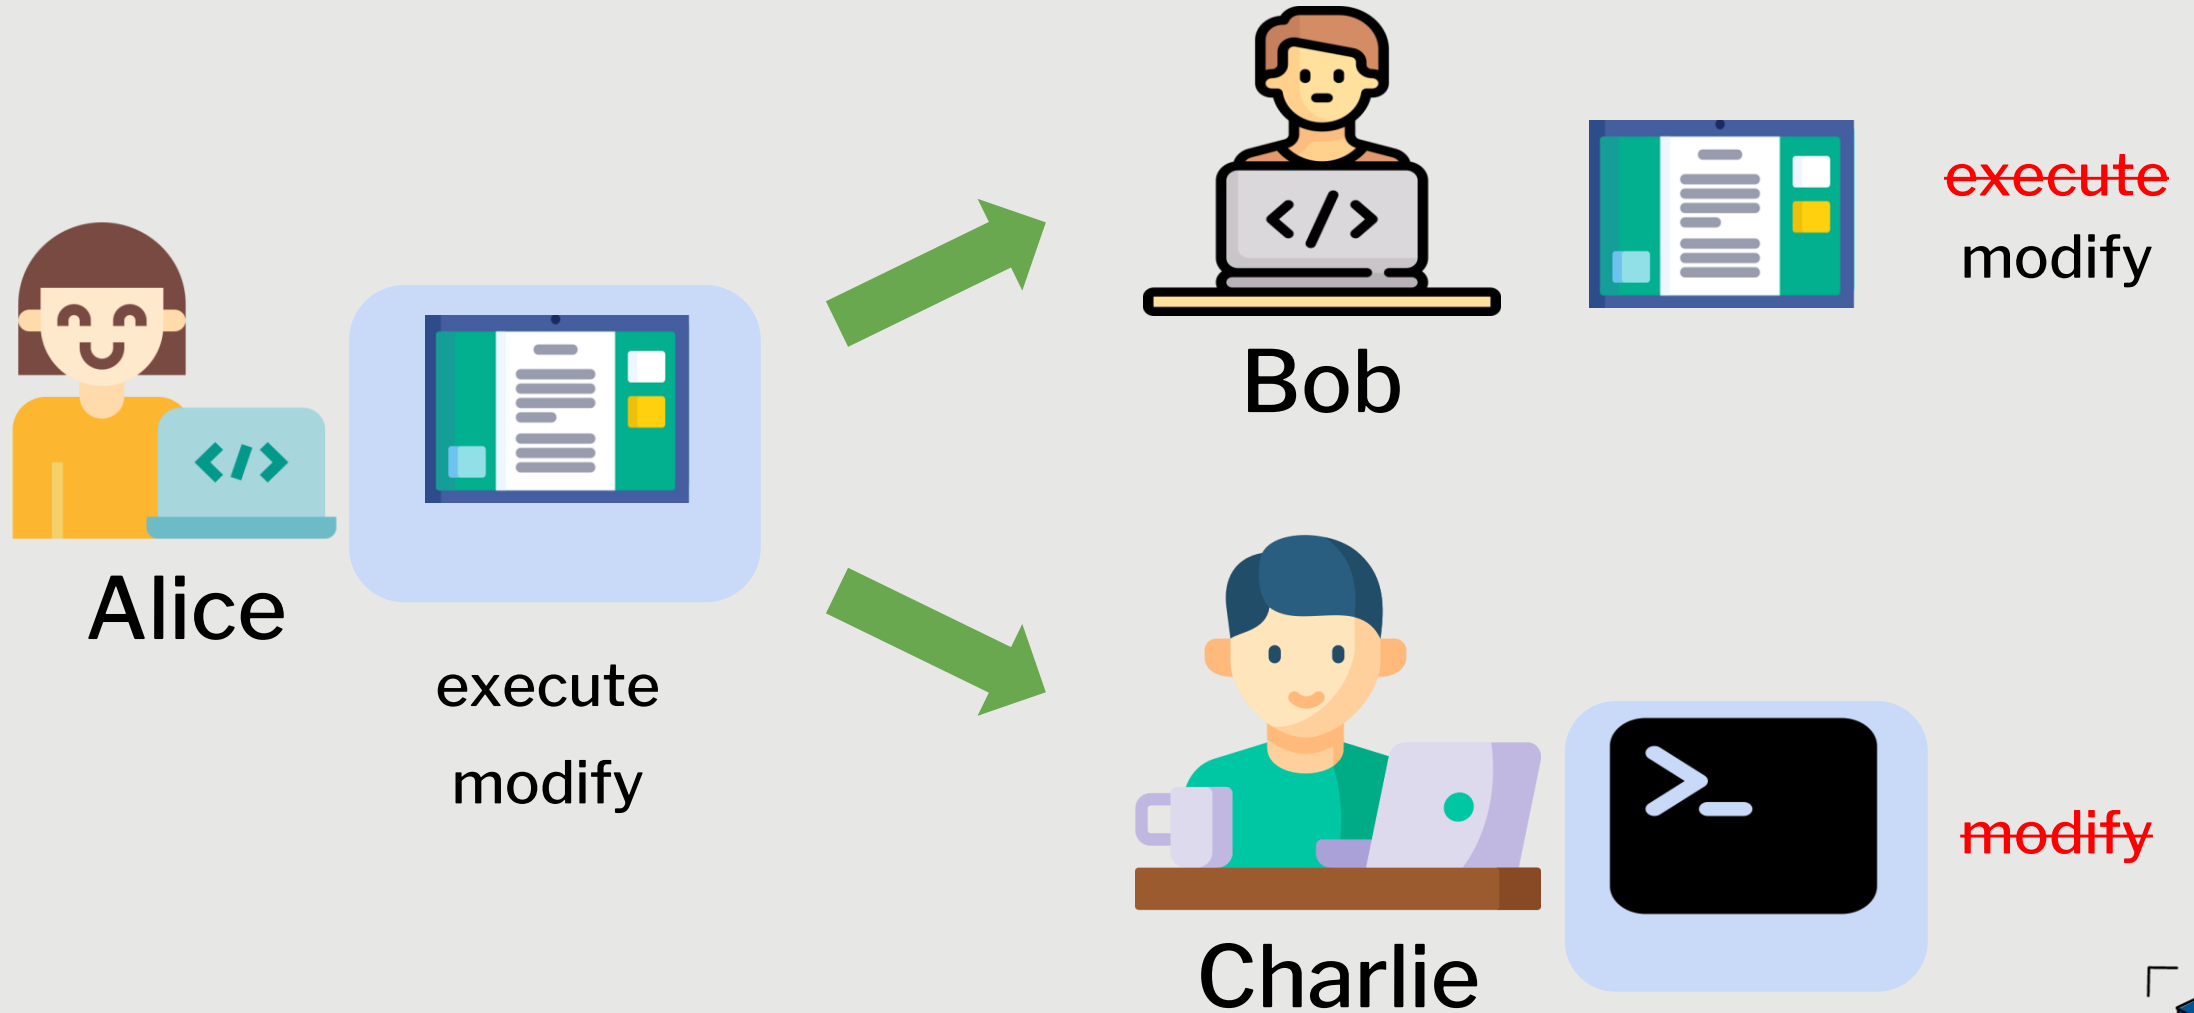 Alice
execute
modify
Bob
execute
modify
Charlie
modify
</>
</>
>_